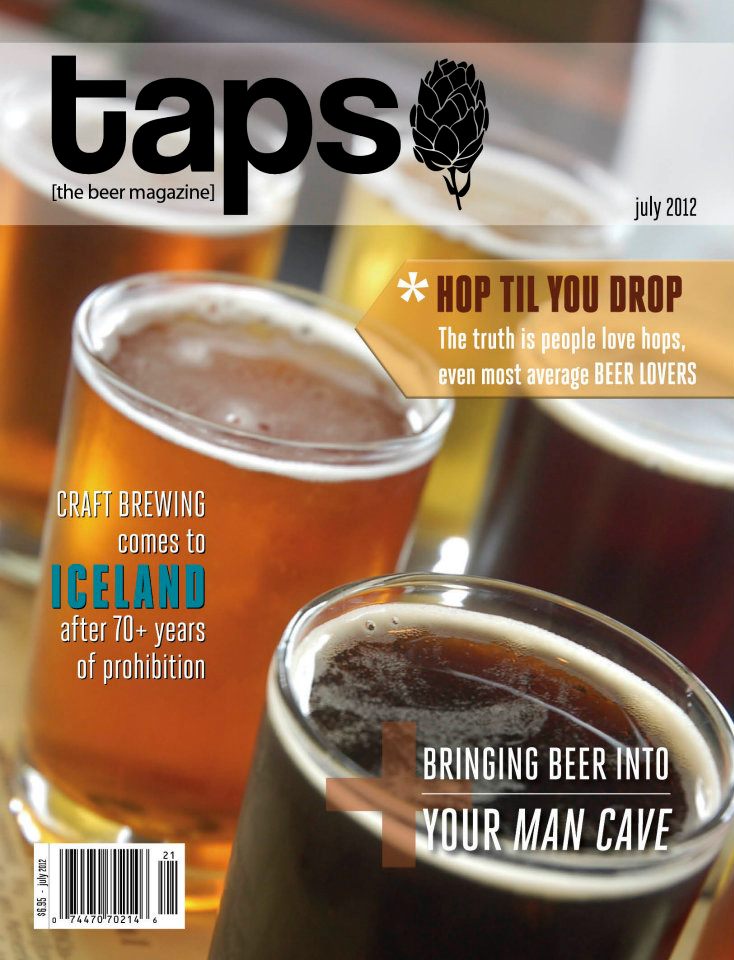 taps
[the beer magazine]
july 2012
* HOP TIL YOU DROP
The truth is people love hops,
even most average BEER LOVERS
CRAFT BREWING
comes to
ICELAND
after 70+ years
of prohibition
+ BRINGING BEER INTO
YOUR MAN CAVE
$6.95 - july 2012
21
0 74470 70214 6